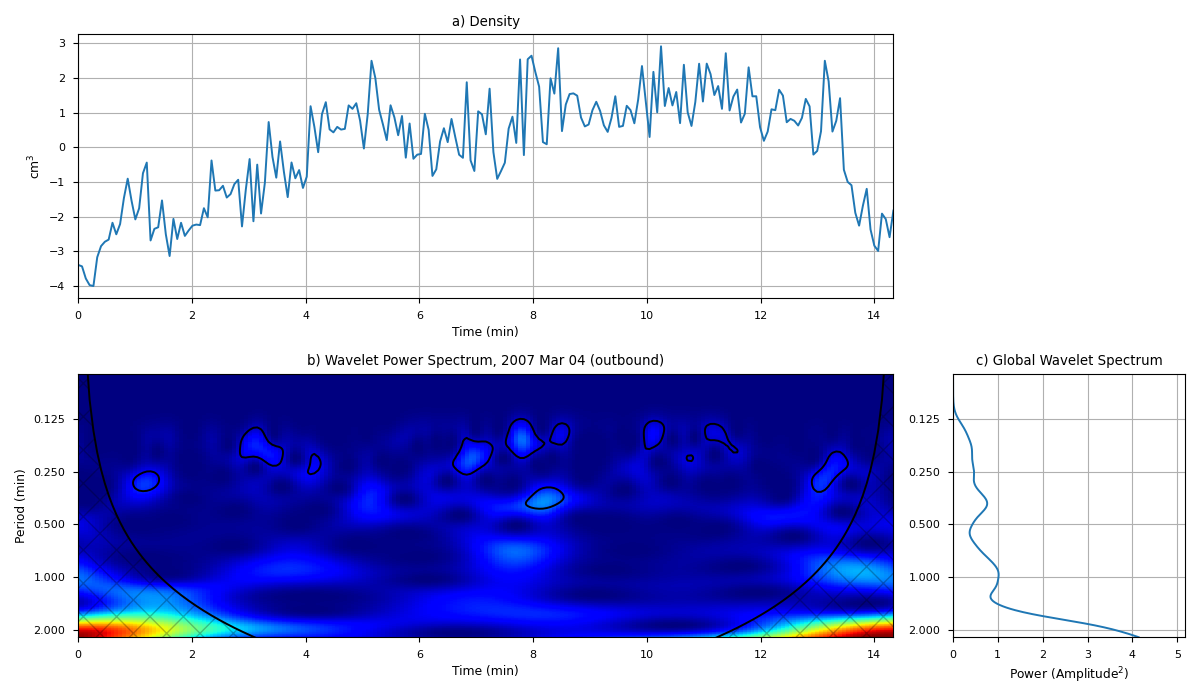 a) Density
3
2
1
0
−1
−2
−3
−4
cm³
0 2 4 6 8 10 12 14
Time (min)
b) Wavelet Power Spectrum, 2007 Mar 04 (outbound)
0.125
0.250
0.500
1.000
2.000
Period (min)
0 2 4 6 8 10 12 14
Time (min)
c) Global Wavelet Spectrum
0.125
0.250
0.500
1.000
2.000
0 1 2 3 4 5
Power (Amplitude²)